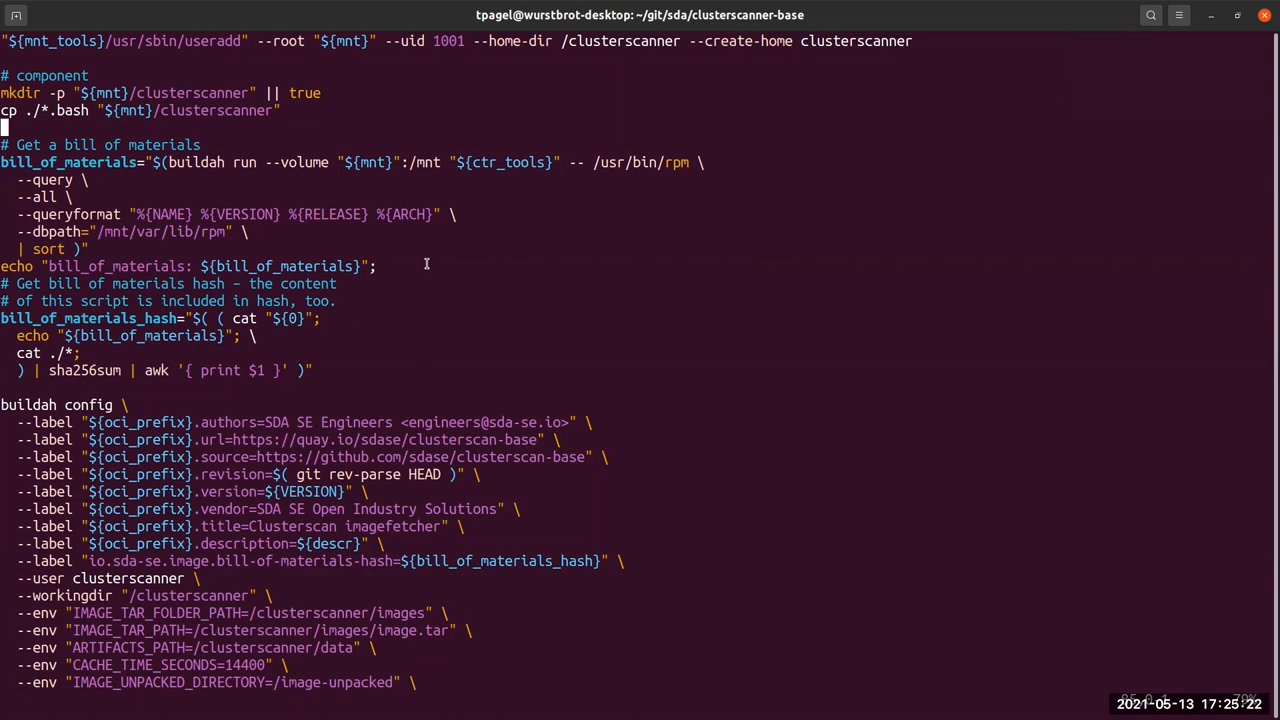 tpagel@wurstbrot-desktop: ~/git/sda/clusterscanner-base
"${mnt_tools}/usr/sbin/useradd" --root "${mnt}" --uid 1001 --home-dir /clusterscanner --create-home clusterscanner
# component
mkdir -p "${mnt}/clusterscanner" || true
cp ./*.bash "${mnt}/clusterscanner"
# Get a bill of materials
bill_of_materials="$(buildah run --volume "${mnt}":/mnt "${ctr_tools}" -- /usr/bin/rpm \
--query \
--all \
--queryformat "%{NAME} %{VERSION} %{RELEASE} %{ARCH}" \
--dbpath="/mnt/var/lib/rpm" \
| sort )"
echo "bill_of_materials: ${bill_of_materials}";
# Get bill of materials hash – the content
# of this script is included in hash, too.
bill_of_materials_hash="$( ( cat "${0}";
echo "${bill_of_materials}"; \
cat ./*;
) | sha256sum | awk '{ print $1 }' )"
buildah config \
--label "${oci_prefix}.authors=SDA SE Engineers <engineers@sda-se.io>" \
--label "${oci_prefix}.url=https://quay.io/sdase/clusterscan-base" \
--label "${oci_prefix}.source=https://github.com/sdase/clusterscan-base" \
--label "${oci_prefix}.revision=$( git rev-parse HEAD )" \
--label "${oci_prefix}.version=${VERSION}" \
--label "${oci_prefix}.vendor=SDA SE Open Industry Solutions" \
--label "${oci_prefix}.title=Clusterscan imagefetcher" \
--label "${oci_prefix}.description=${descr}" \
--label "io.sda-se.image.bill-of-materials-hash=${bill_of_materials_hash}" \
--user clusterscanner \
--workingdir "/clusterscanner" \
--env "IMAGE_TAR_FOLDER_PATH=/clusterscanner/images" \
--env "IMAGE_TAR_PATH=/clusterscanner/images/image.tar" \
--env "ARTIFACTS_PATH=/clusterscanner/data" \
--env "CACHE_TIME_SECONDS=14400" \
--env "IMAGE_UNPACKED_DIRECTORY=/image-unpacked" \
2021-05-13 17:25:22